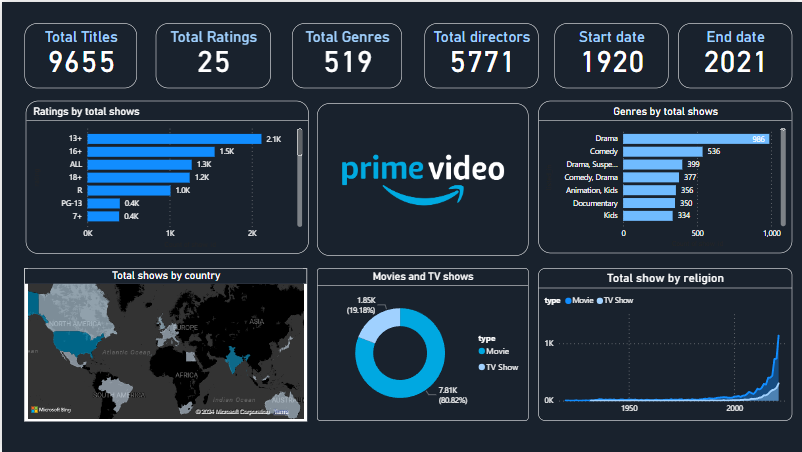 Total Titles
9655
Total Ratings
25
Total Genres
519
Total directors
5771
Start date
1920
End date
2021
Ratings by total shows
13+ 2.1K
16+ 1.5K
ALL 1.3K
18+ 1.2K
R 1.0K
PG-13 0.4K
7+ 0.4K
0K 1K 2K
prime video
Genres by total shows
Drama 986
Comedy 536
Drama, Suspe... 399
Comedy, Drama 377
Animation, Kids 356
Documentary 350
Kids 334
0 500 1,000
Total shows by country
NORTH AMERICA
EUROPE
ASIA
Atlantic Ocean
AFRICA
SOUTH AMERICA
Indian Ocean
AUSTRALIA
Microsoft Bing
© 2024 Microsoft Corporation Terms
Movies and TV shows
1.85K
(19.18%)
7.81K
(80.82%)
type
Movie
TV Show
Total show by religion
type Movie TV Show
1K
0K
1950 2000